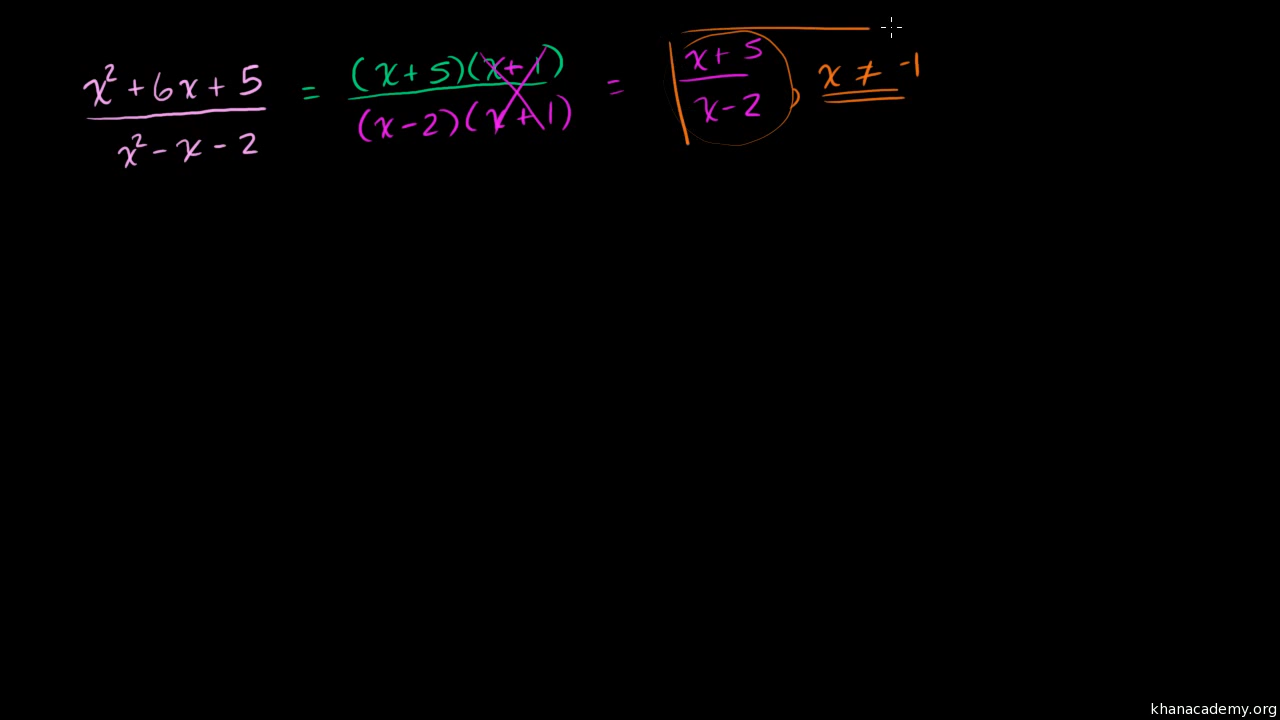 x²+6x+5 / x²-x-2 = (x+5)(x+1) / (x-2)(x+1) = x+5 / x-2, x ≠ -1
khanacademy.org